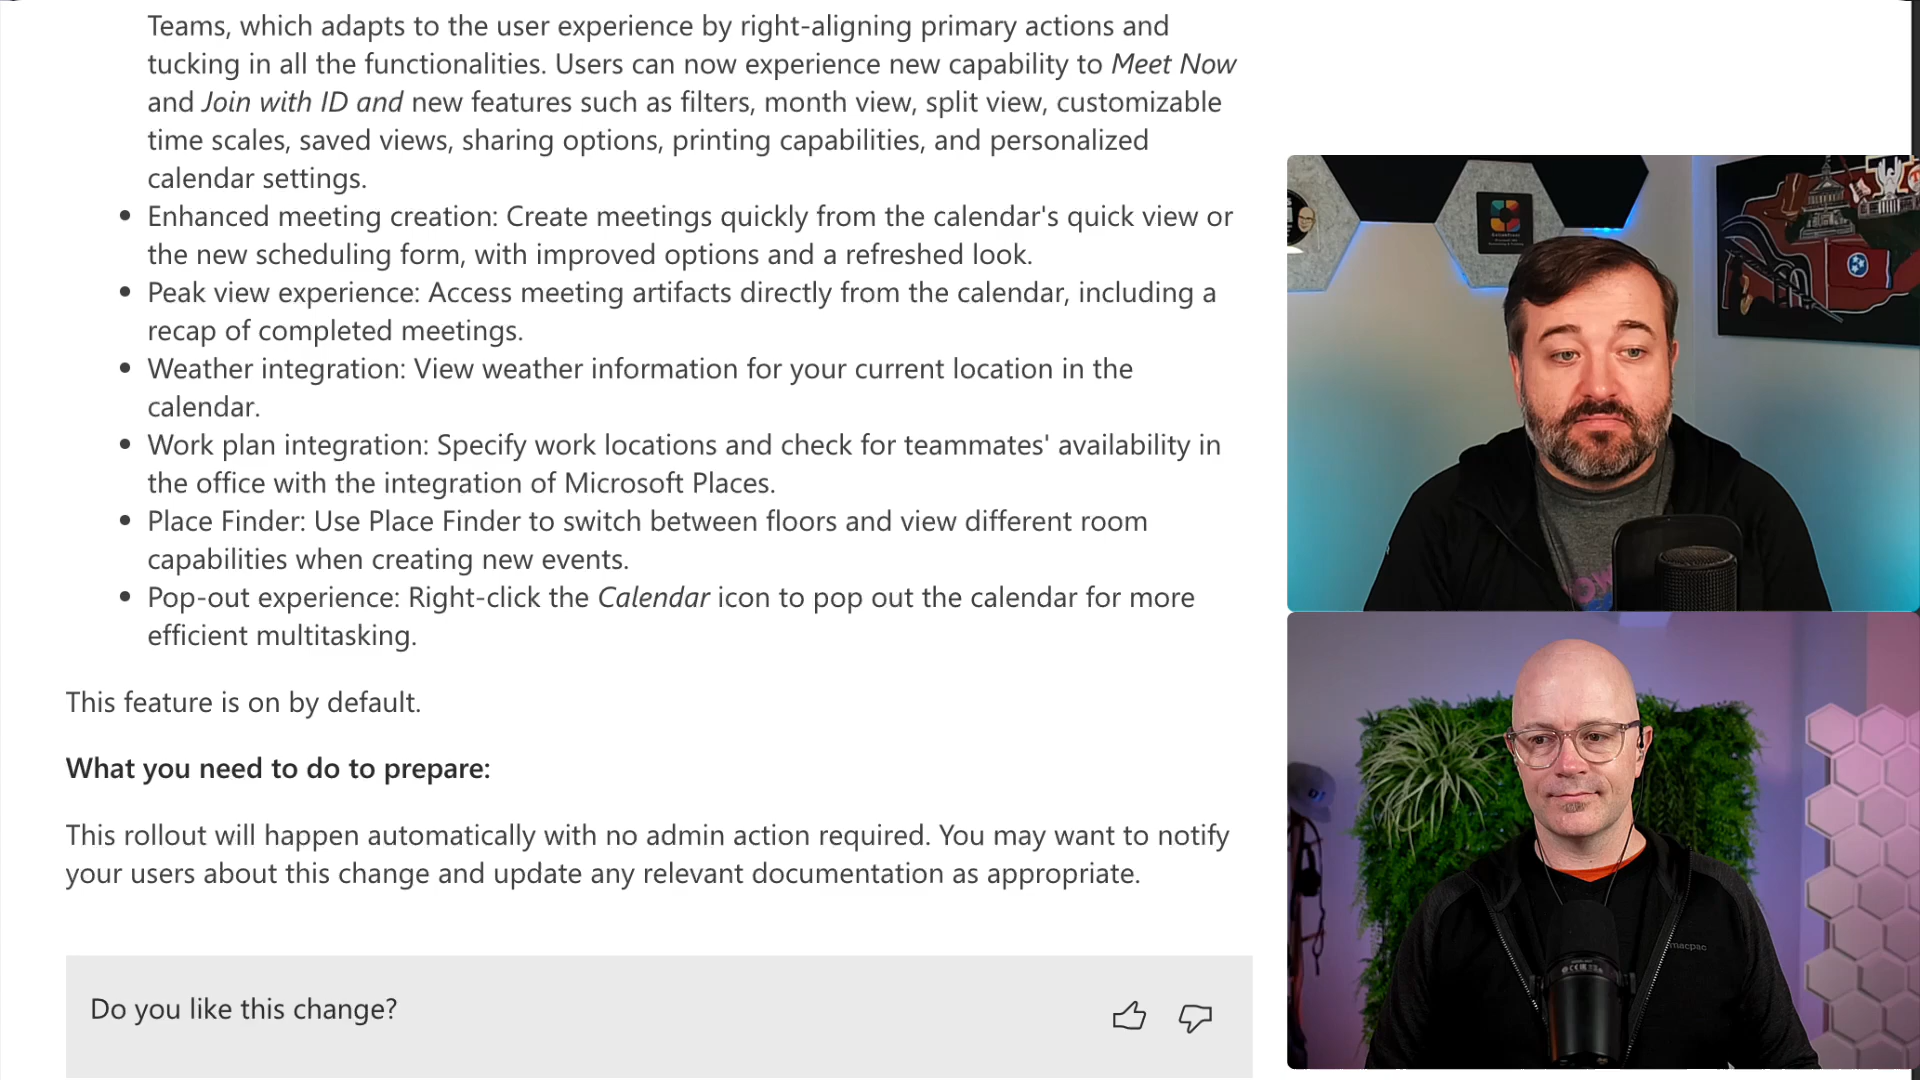 Teams, which adapts to the user experience by right-aligning primary actions and
tucking in all the functionalities. Users can now experience new capability to Meet Now
and Join with ID and new features such as filters, month view, split view, customizable
time scales, saved views, sharing options, printing capabilities, and personalized
calendar settings.
Enhanced meeting creation: Create meetings quickly from the calendar's quick view or
the new scheduling form, with improved options and a refreshed look.
Peak view experience: Access meeting artifacts directly from the calendar, including a
recap of completed meetings.
Weather integration: View weather information for your current location in the
calendar.
Work plan integration: Specify work locations and check for teammates' availability in
the office with the integration of Microsoft Places.
Place Finder: Use Place Finder to switch between floors and view different room
capabilities when creating new events.
Pop-out experience: Right-click the Calendar icon to pop out the calendar for more
efficient multitasking.
This feature is on by default.
What you need to do to prepare:
This rollout will happen automatically with no admin action required. You may want to notify
your users about this change and update any relevant documentation as appropriate.
Do you like this change?
macpac